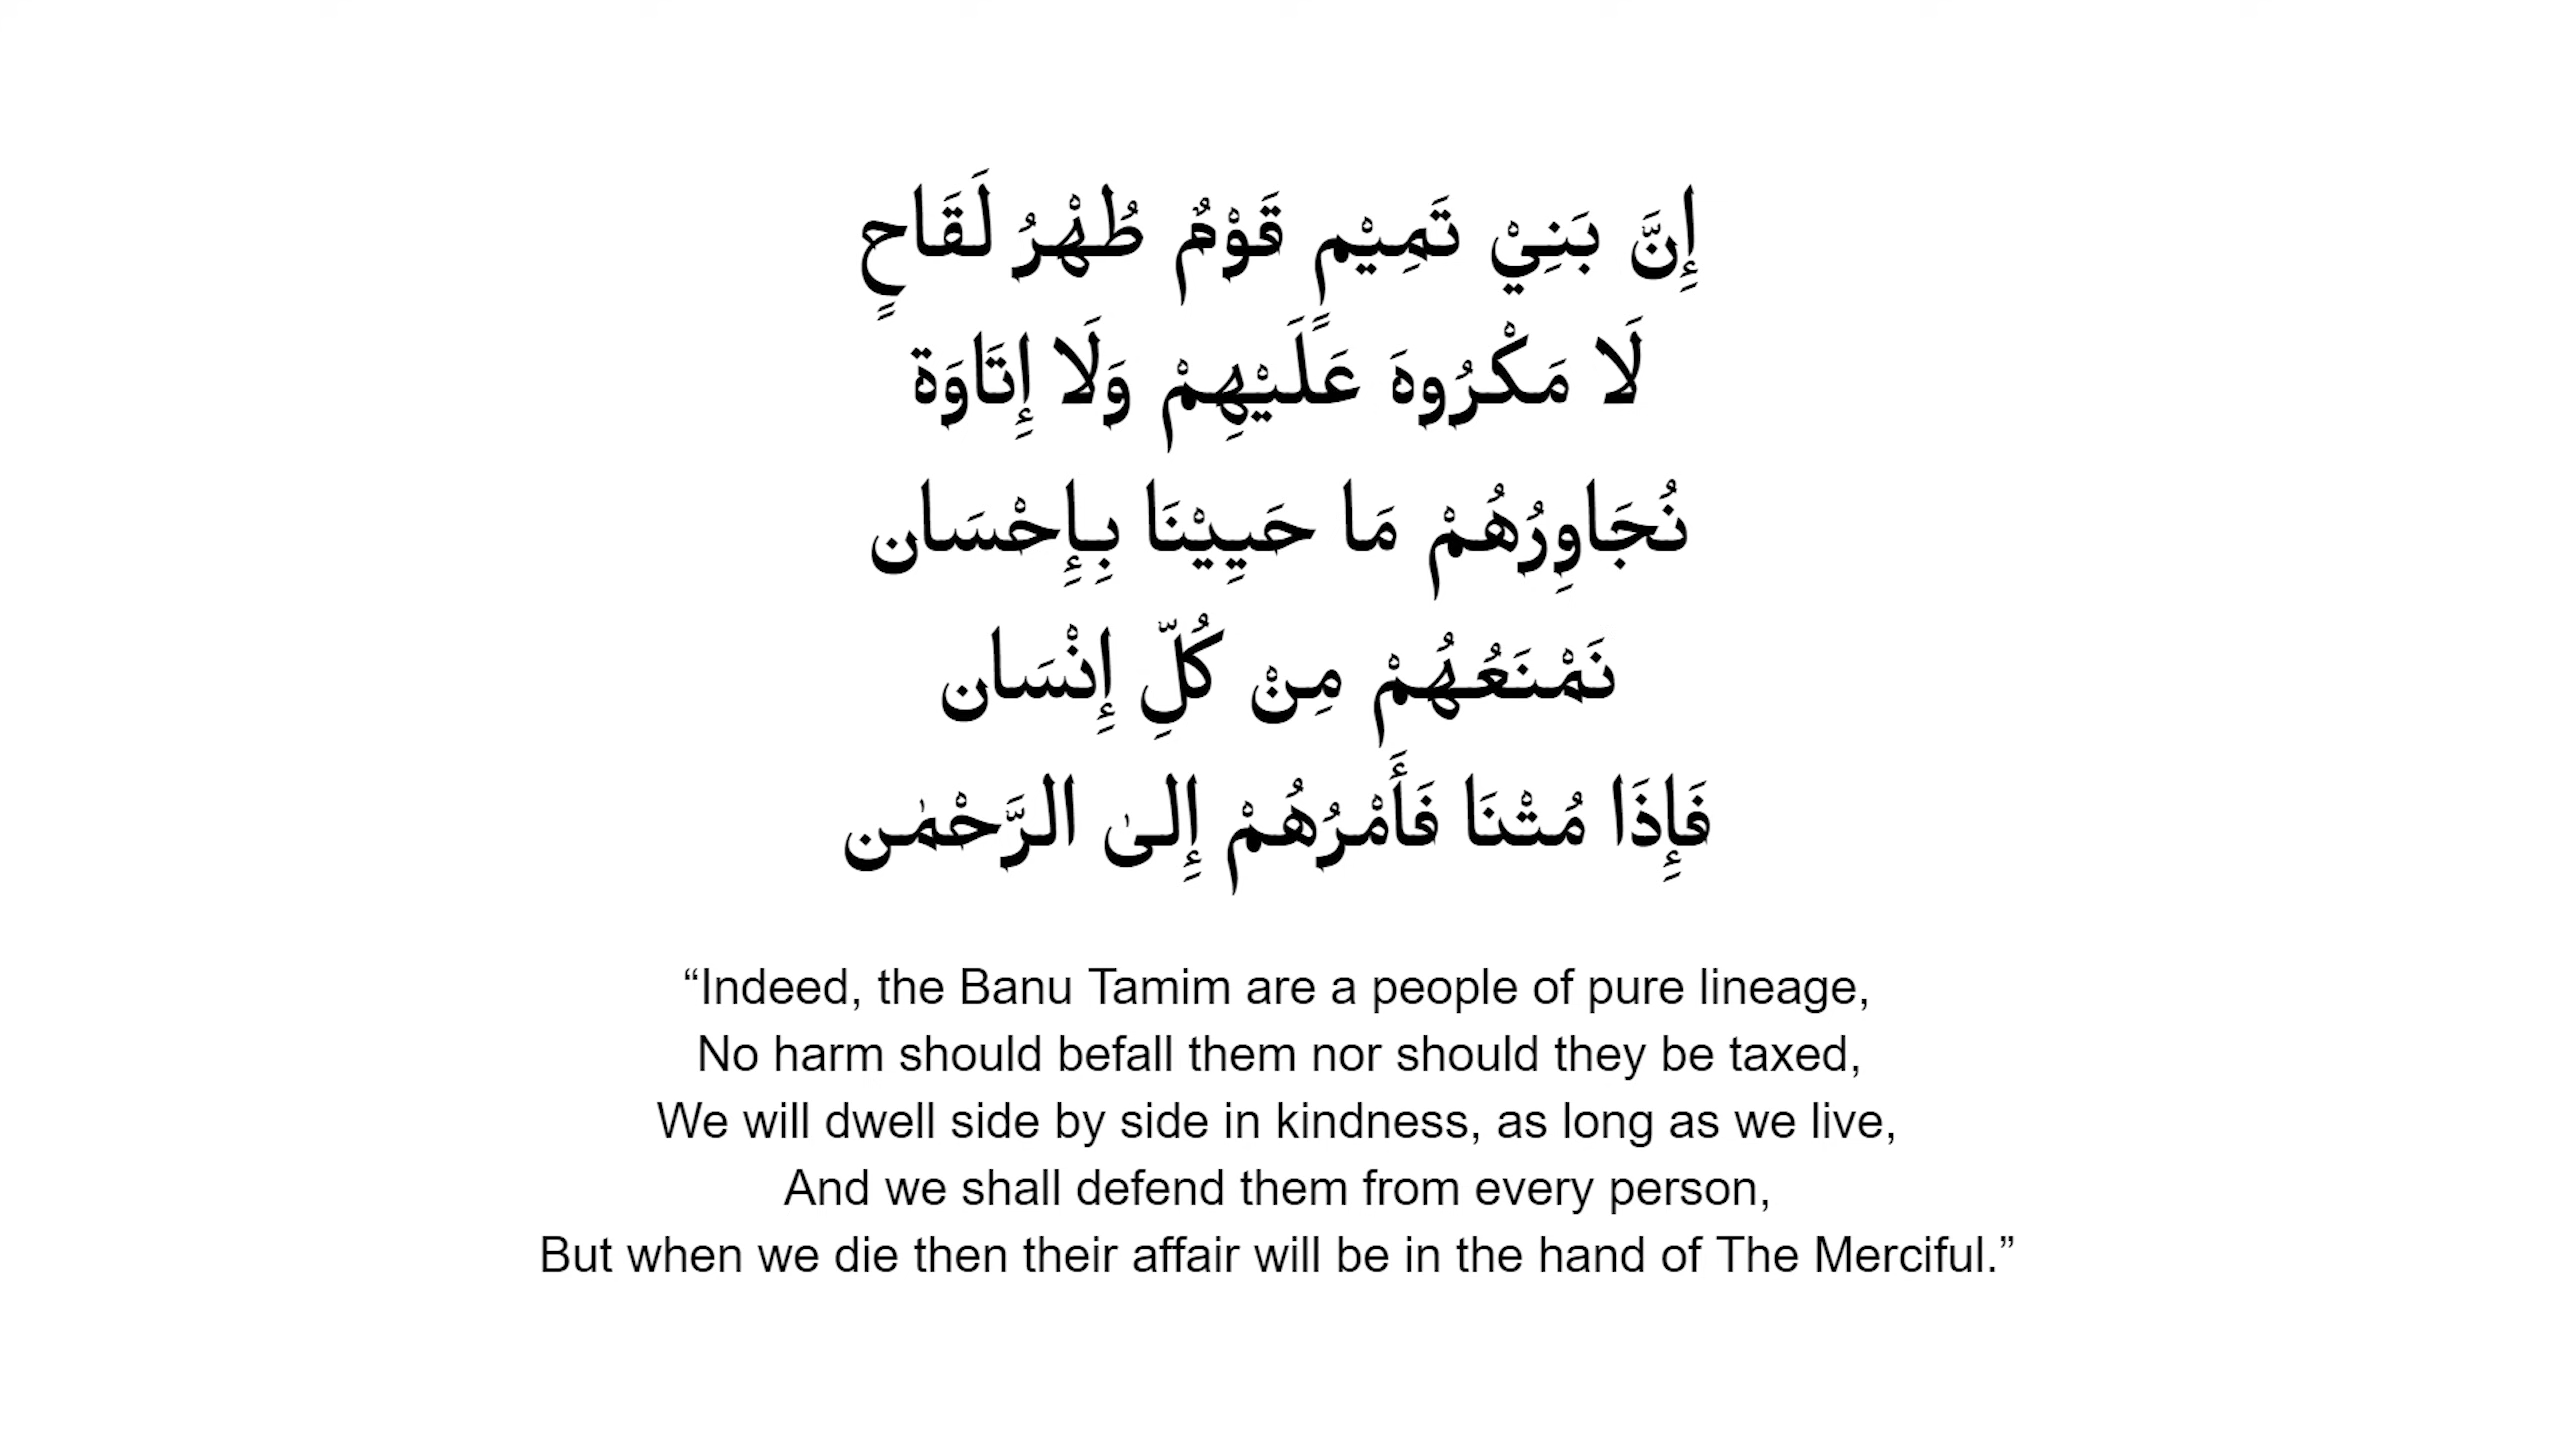 إِنَّ بَنِيْ تَمِيْمٍ قَوْمٌ طُهْرُ لَقَاحٍ
لَا مَكْرُوهَ عَلَيْهِمْ وَلَا إِتَاوَة
نُجَاوِرُهُمْ مَا حَيِيْنَا بِإِحْسَان
نَمْنَعُهُمْ مِنْ كُلِّ إِنْسَان
فَإِذَا مُتْنَا فَأَمْرُهُمْ إِلىٰ الرَّحْمٰن
“Indeed, the Banu Tamim are a people of pure lineage,
No harm should befall them nor should they be taxed,
We will dwell side by side in kindness, as long as we live,
And we shall defend them from every person,
But when we die then their affair will be in the hand of The Merciful.”